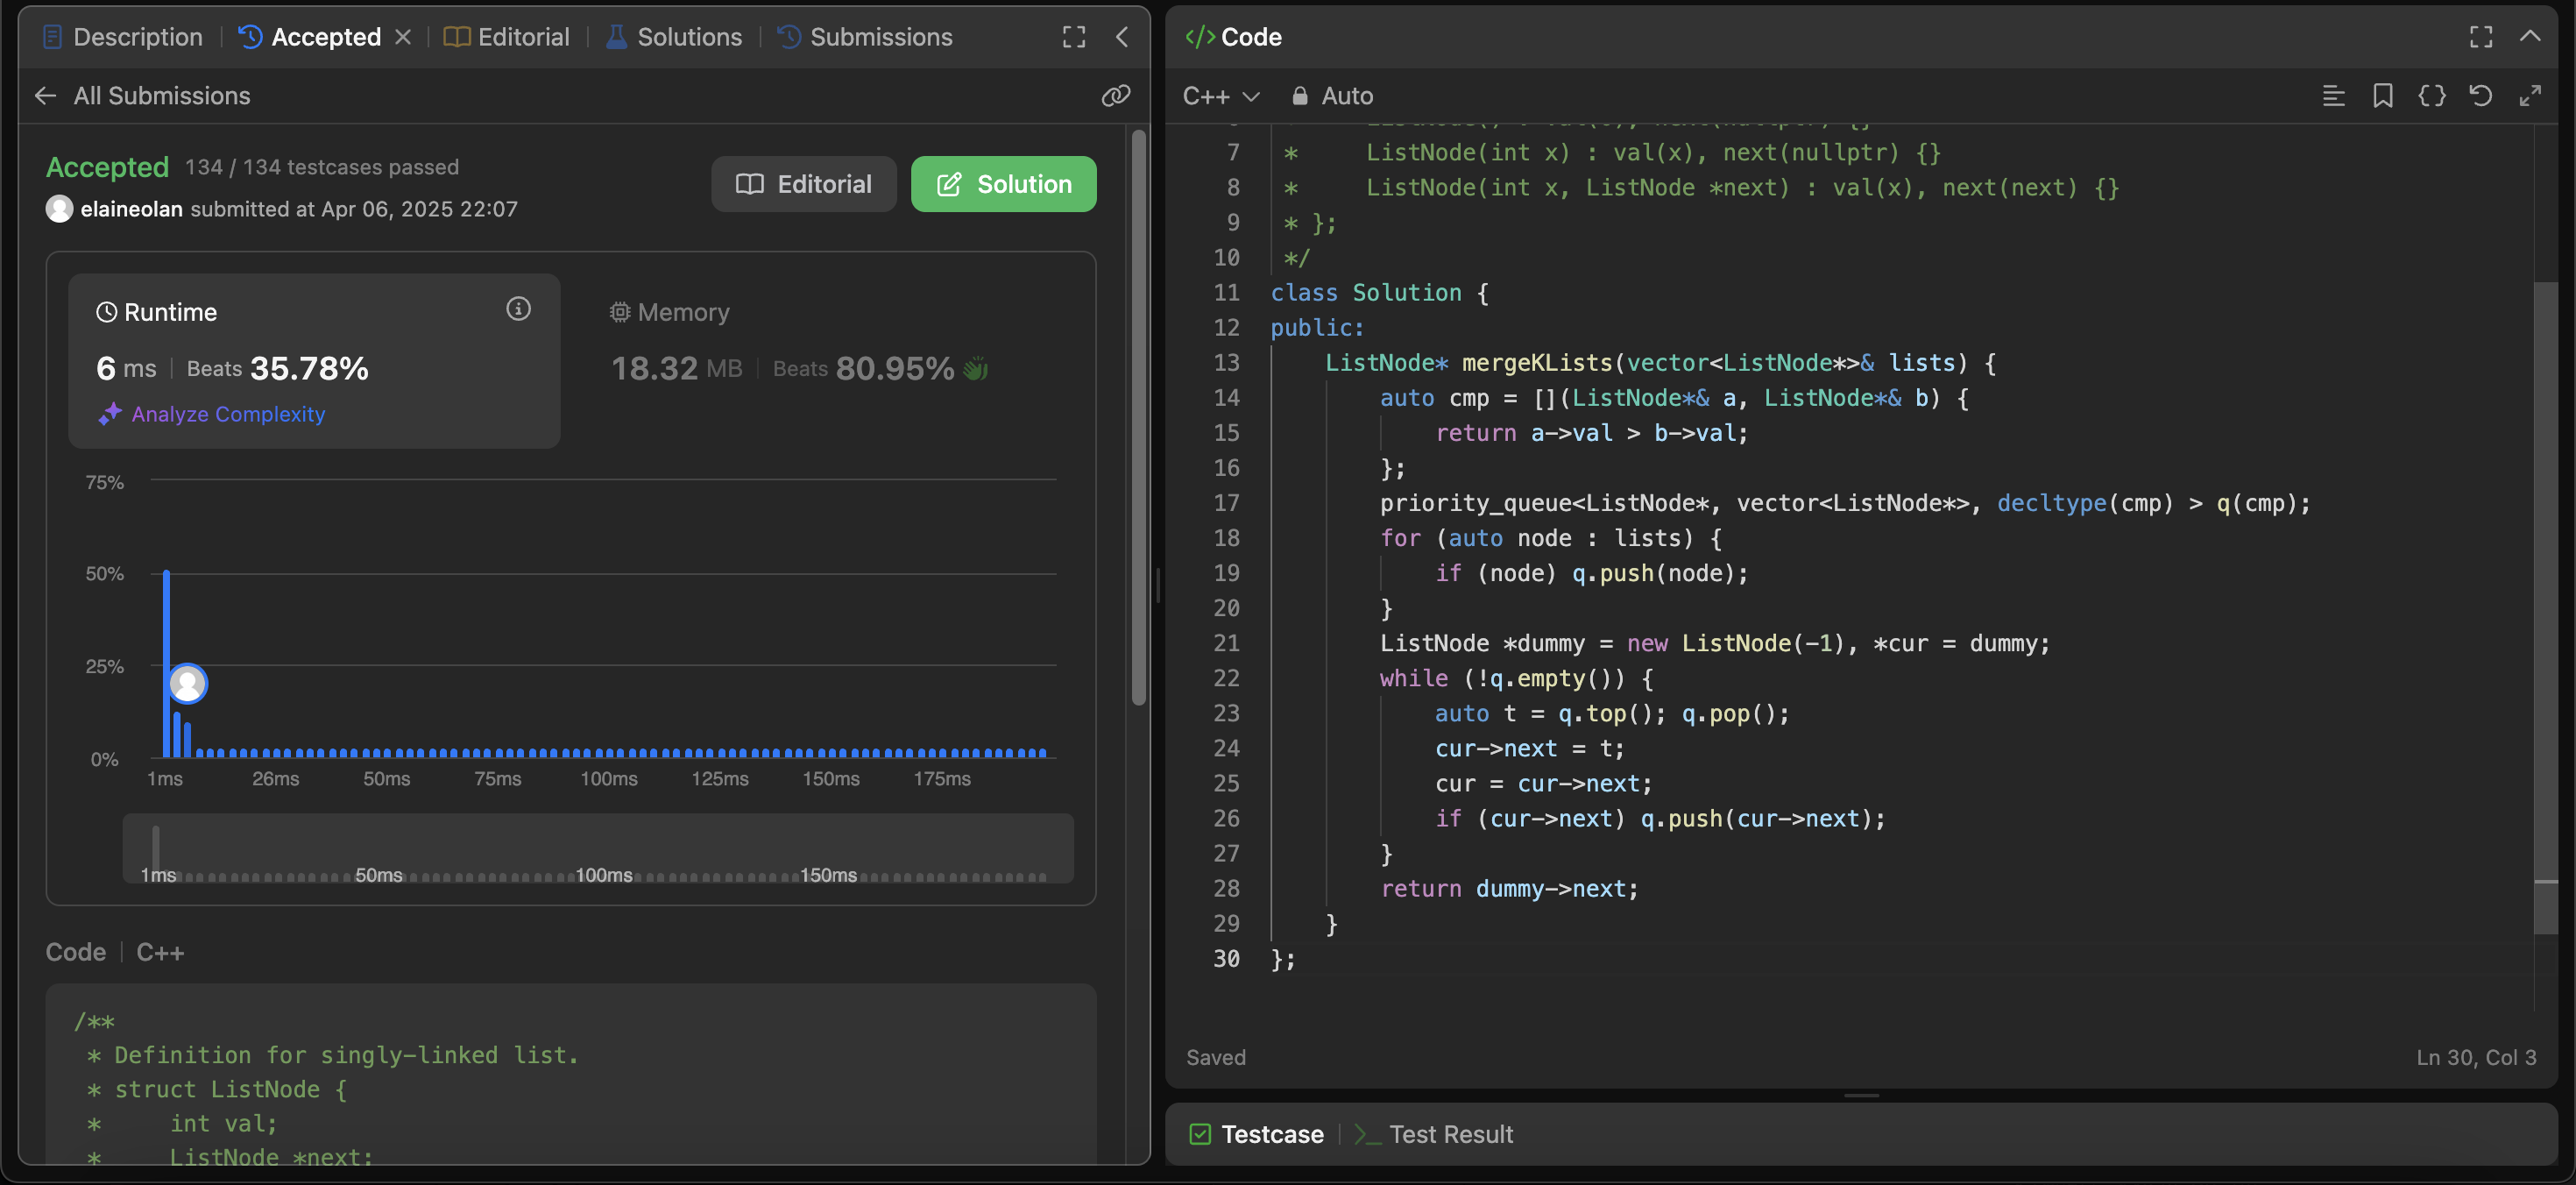 Description
Accepted
Editorial
Solutions
Submissions
All Submissions
Accepted 134 / 134 testcases passed
elaineolan submitted at Apr 06, 2025 22:07
Editorial
Solution
Runtime
6 ms Beats 35.78%
Analyze Complexity
Memory
18.32 MB Beats 80.95%
75%
50%
25%
0%
1ms 26ms 50ms 75ms 100ms 125ms 150ms 175ms
1ms 50ms 100ms 150ms
Code C++
/**
* Definition for singly-linked list.
* struct ListNode {
*     int val;
*     ListNode *next;
</> Code
C++ Auto
7 *     ListNode(int x) : val(x), next(nullptr) {}
8 *     ListNode(int x, ListNode *next) : val(x), next(next) {}
9 * };
10 */
11 class Solution {
12 public:
13     ListNode* mergeKLists(vector<ListNode*>& lists) {
14         auto cmp = [](ListNode*& a, ListNode*& b) {
15             return a->val > b->val;
16         };
17         priority_queue<ListNode*, vector<ListNode*>, decltype(cmp) > q(cmp);
18         for (auto node : lists) {
19             if (node) q.push(node);
20         }
21         ListNode *dummy = new ListNode(-1), *cur = dummy;
22         while (!q.empty()) {
23             auto t = q.top(); q.pop();
24             cur->next = t;
25             cur = cur->next;
26             if (cur->next) q.push(cur->next);
27         }
28         return dummy->next;
29     }
30 };
Saved
Ln 30, Col 3
Testcase
Test Result